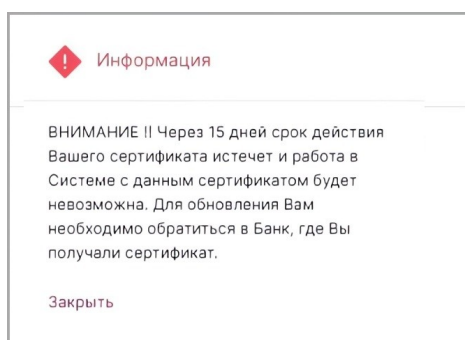 Информация
ВНИМАНИЕ !! Через 15 дней срок действия
Вашего сертификата истечет и работа в
Системе с данным сертификатом будет
невозможна. Для обновления Вам
необходимо обратиться в Банк, где Вы
получали сертификат.
Закрыть